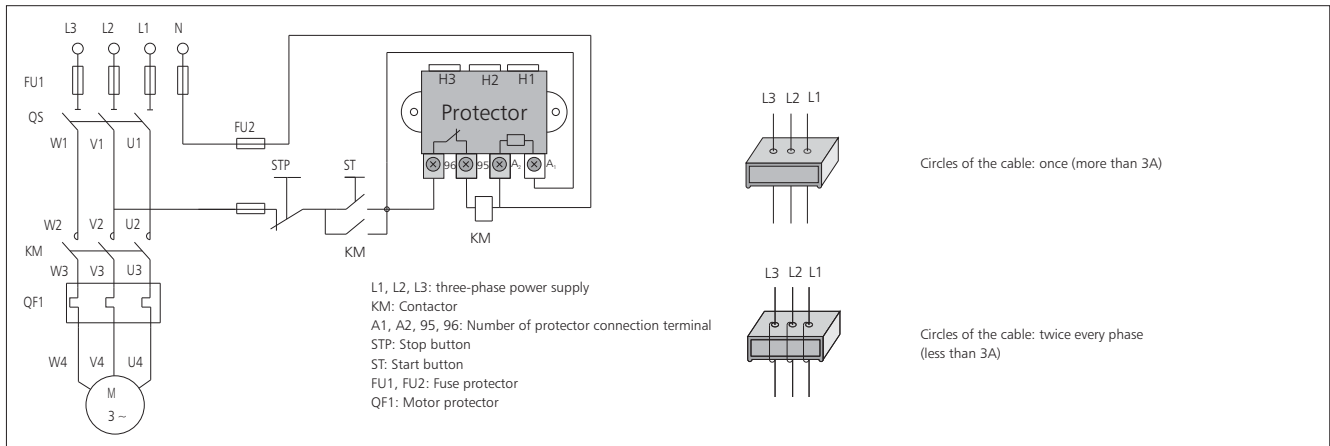 L3 L2 L1 N
FU1
QS
W1 V1 U1
FU2
STP ST
H3 H2 H1
Protector
96 95 A₂ A₁
KM
KM
W2 V2 U2
KM
W3 V3 U3
QF1
W4 V4 U4
M
3 ~
L1, L2, L3: three-phase power supply
KM: Contactor
A1, A2, 95, 96: Number of protector connection terminal
STP: Stop button
ST: Start button
FU1, FU2: Fuse protector
QF1: Motor protector
L3 L2 L1
Circles of the cable: once (more than 3A)
L3 L2 L1
Circles of the cable: twice every phase
(less than 3A)